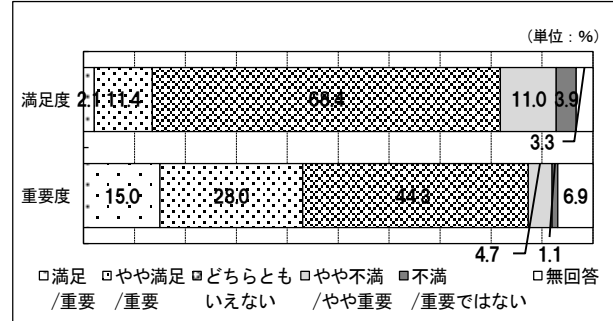 (単位：%)
満足度 2.1 11.4 68.4 11.0 3.9
3.3
重要度 15.0 28.0 44.3 6.9
4.7 1.1
□満足 やや満足 どちらとも やや不満 不満 □無回答
/重要 /重要 いえない /やや重要 /重要ではない